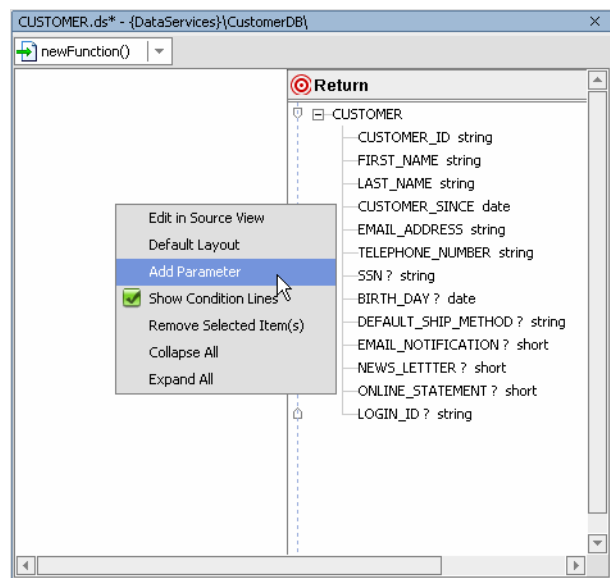 CUSTOMER.ds* - {DataServices}\CustomerDB\
newFunction()
Return
CUSTOMER
CUSTOMER_ID string
FIRST_NAME string
LAST_NAME string
CUSTOMER_SINCE date
EMAIL_ADDRESS string
TELEPHONE_NUMBER string
SSN ? string
BIRTH_DAY ? date
DEFAULT_SHIP_METHOD ? string
EMAIL_NOTIFICATION ? short
NEWS_LETTTER ? short
ONLINE_STATEMENT ? short
LOGIN_ID ? string
Edit in Source View
Default Layout
Add Parameter
Show Condition Lines
Remove Selected Item(s)
Collapse All
Expand All